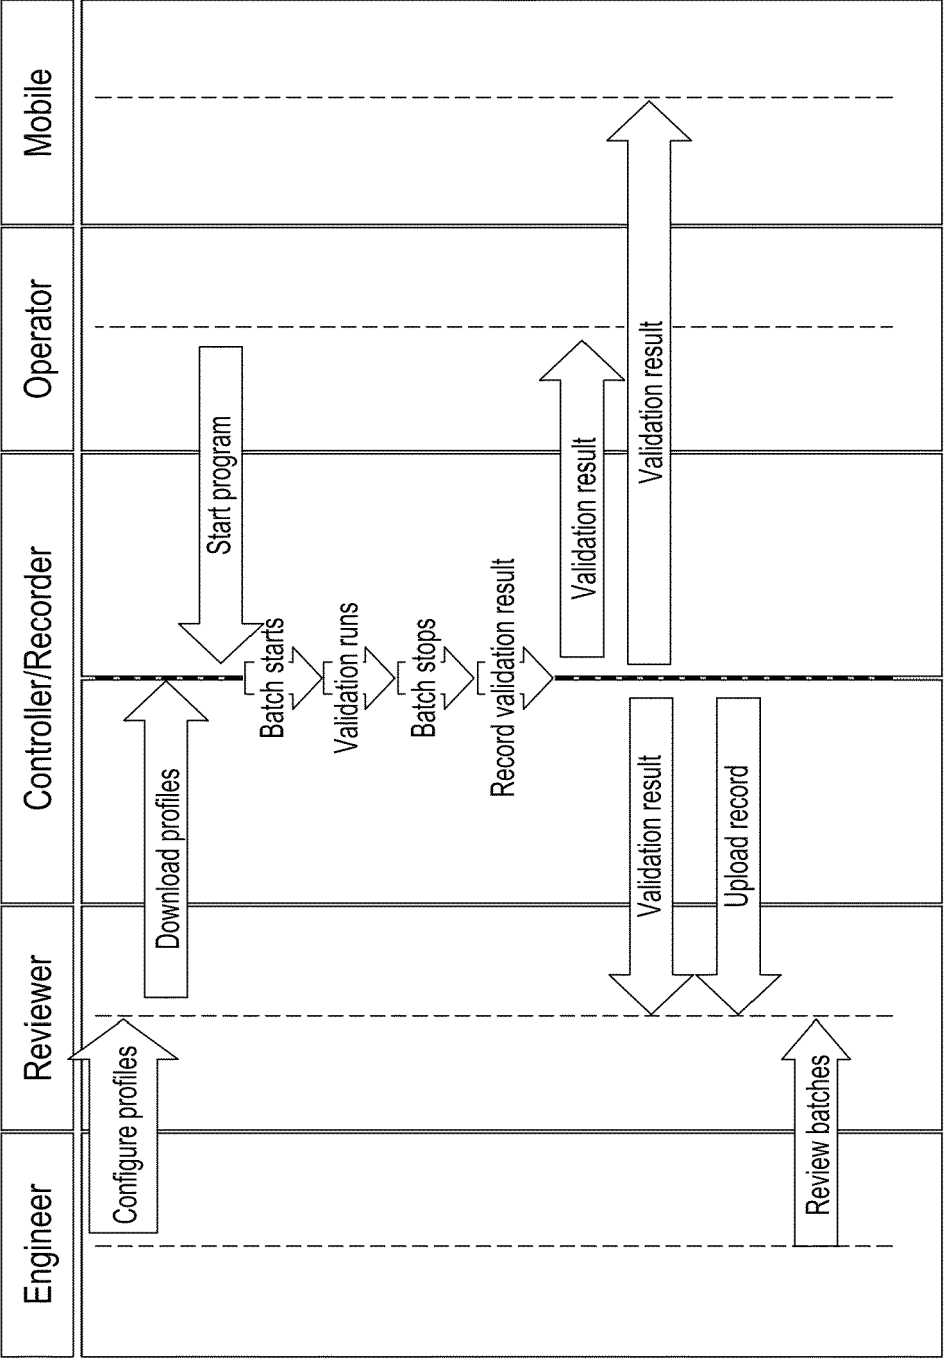 Engineer
Reviewer
Controller/Recorder
Operator
Mobile
Configure profiles
Download profiles
Start program
Batch starts
Validation runs
Batch stops
Record validation result
Validation result
Validation result
Validation result
Upload record
Review batches